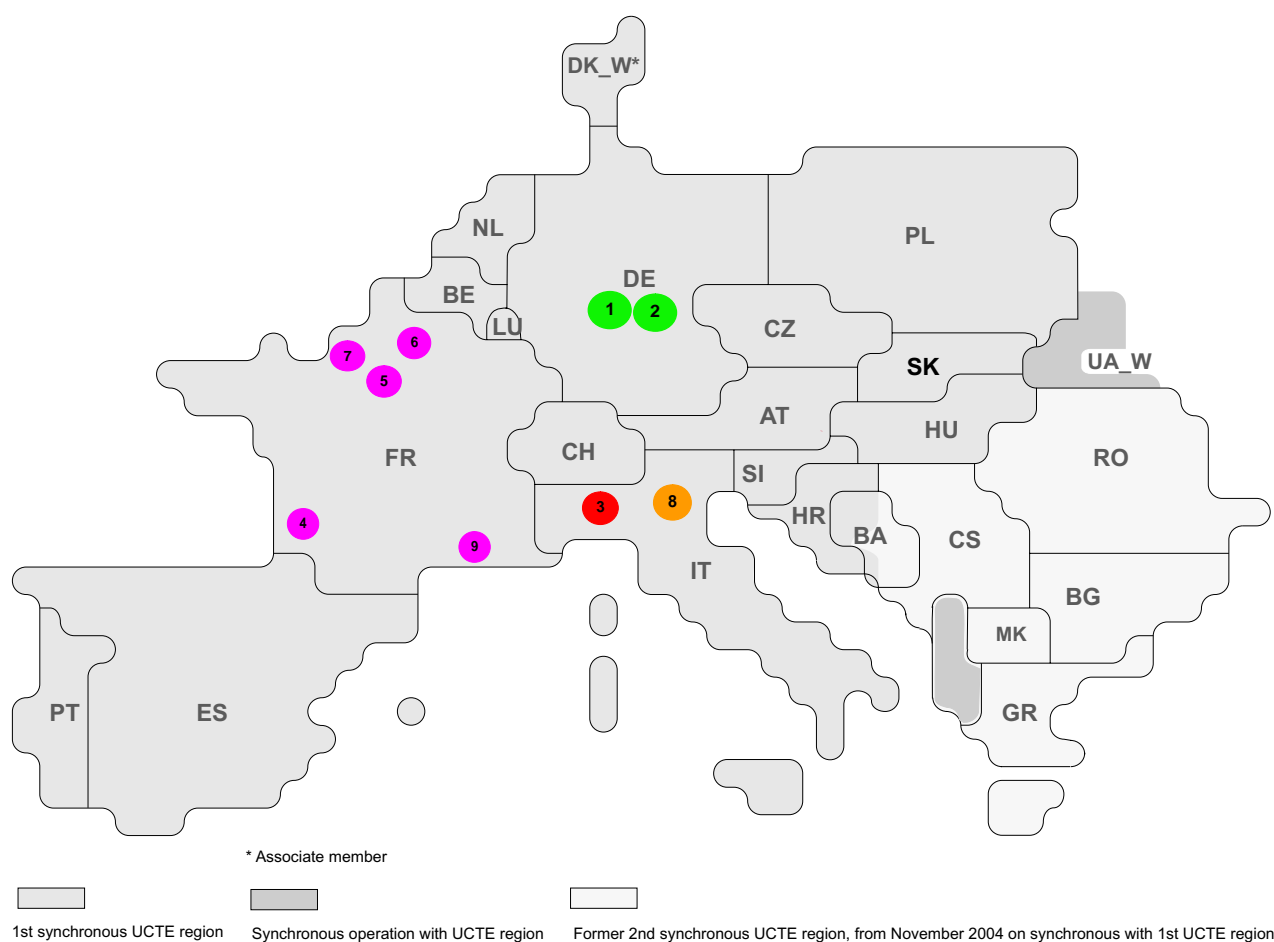 DK_W*
NL
PL
DE
BE
1
2
LU
CZ
6
7
5
SK
UA_W
AT
HU
FR
CH
SI
RO
8
3
HR
4
BA
CS
9
IT
BG
MK
PT
ES
GR
* Associate member
1st synchronous UCTE region
Synchronous operation with UCTE region
Former 2nd synchronous UCTE region, from November 2004 on synchronous with 1st UCTE region